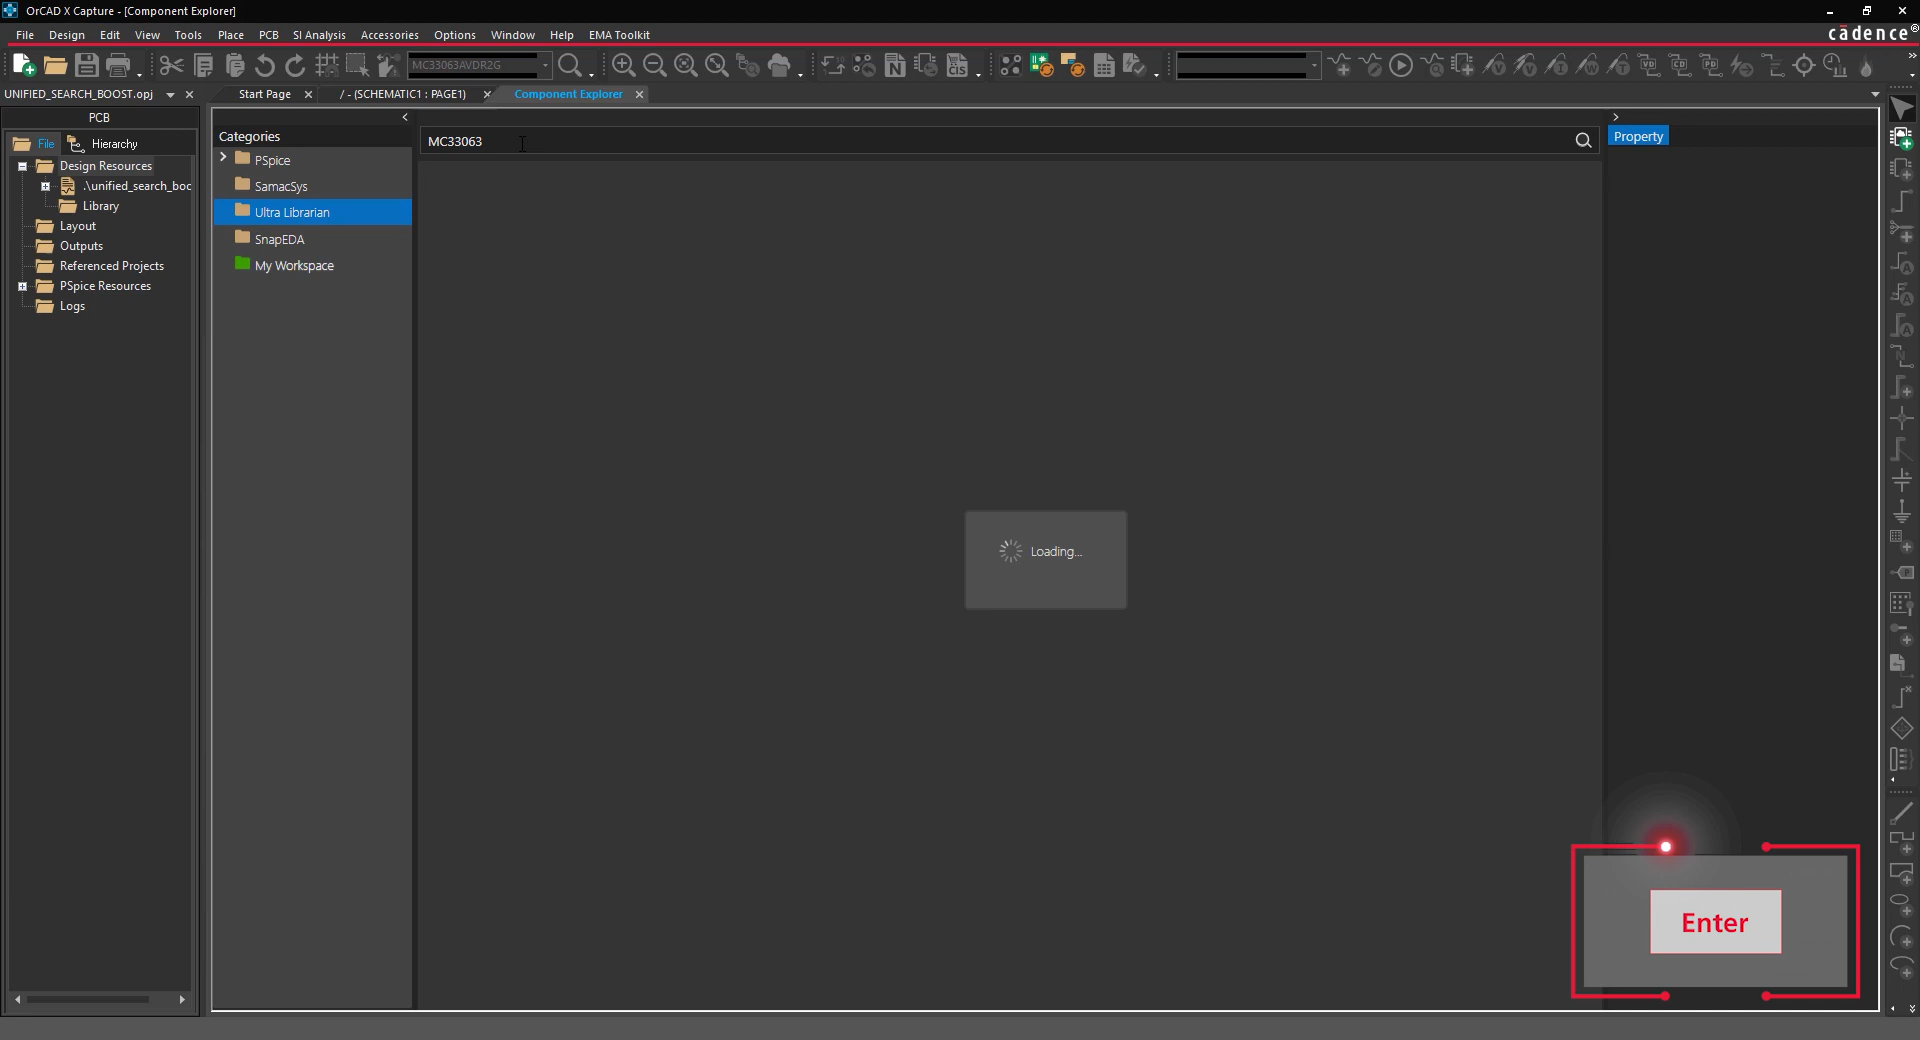 OrCAD X Capture - [Component Explorer]
File Design Edit View Tools Place PCB SI Analysis Accessories Options Window Help EMA Toolkit
cādence®
MC33063AVDR2G
UNIFIED_SEARCH_BOOST.opj
Start Page
/ - (SCHEMATIC1 : PAGE1)
Component Explorer
PCB
File
Hierarchy
Design Resources
.\unified_search_boo
Library
Layout
Outputs
Referenced Projects
PSpice Resources
Logs
Categories
PSpice
SamacSys
Ultra Librarian
SnapEDA
My Workspace
MC33063
Loading...
Property
Enter